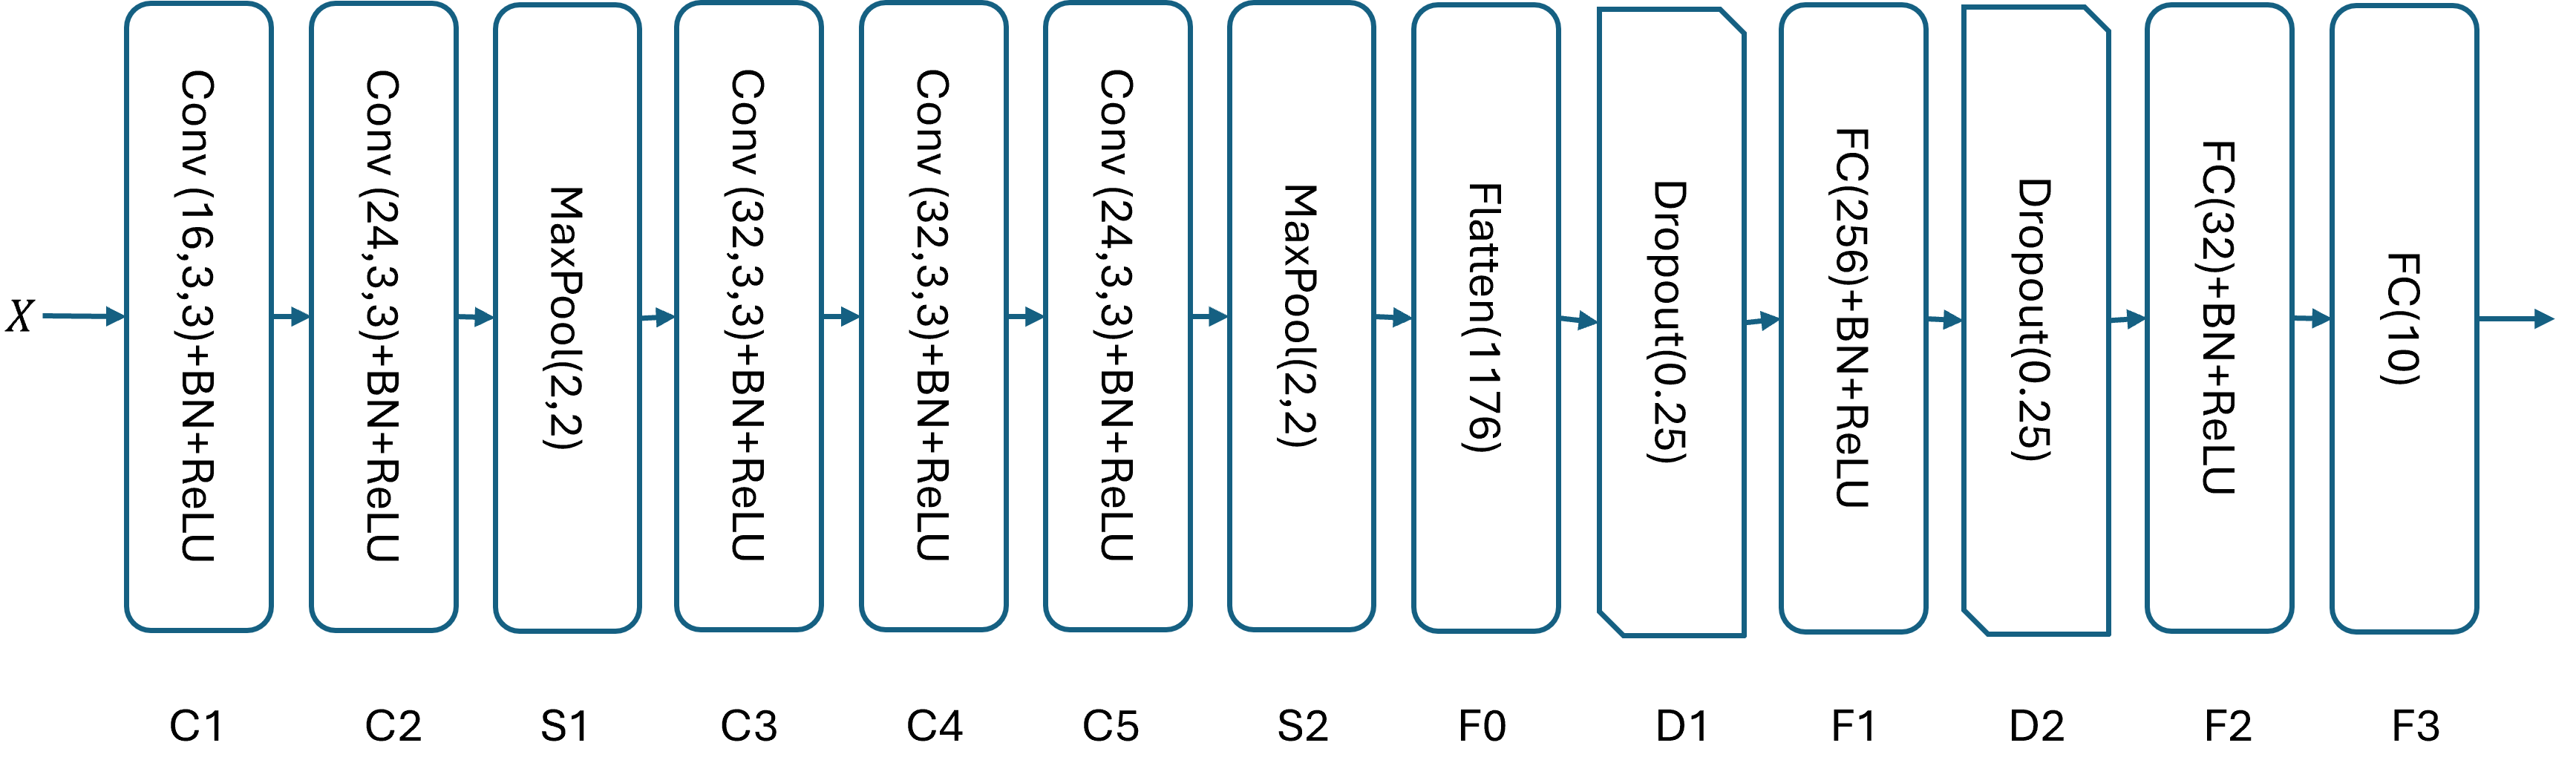 X
Conv (16,3,3)+BN+ReLU
Conv (24,3,3)+BN+ReLU
MaxPool(2,2)
Conv (32,3,3)+BN+ReLU
Conv (32,3,3)+BN+ReLU
Conv (24,3,3)+BN+ReLU
MaxPool(2,2)
Flatten(1176)
Dropout(0.25)
FC(256)+BN+ReLU
Dropout(0.25)
FC(32)+BN+ReLU
FC(10)
C1 C2 S1 C3 C4 C5 S2 F0 D1 F1 D2 F2 F3